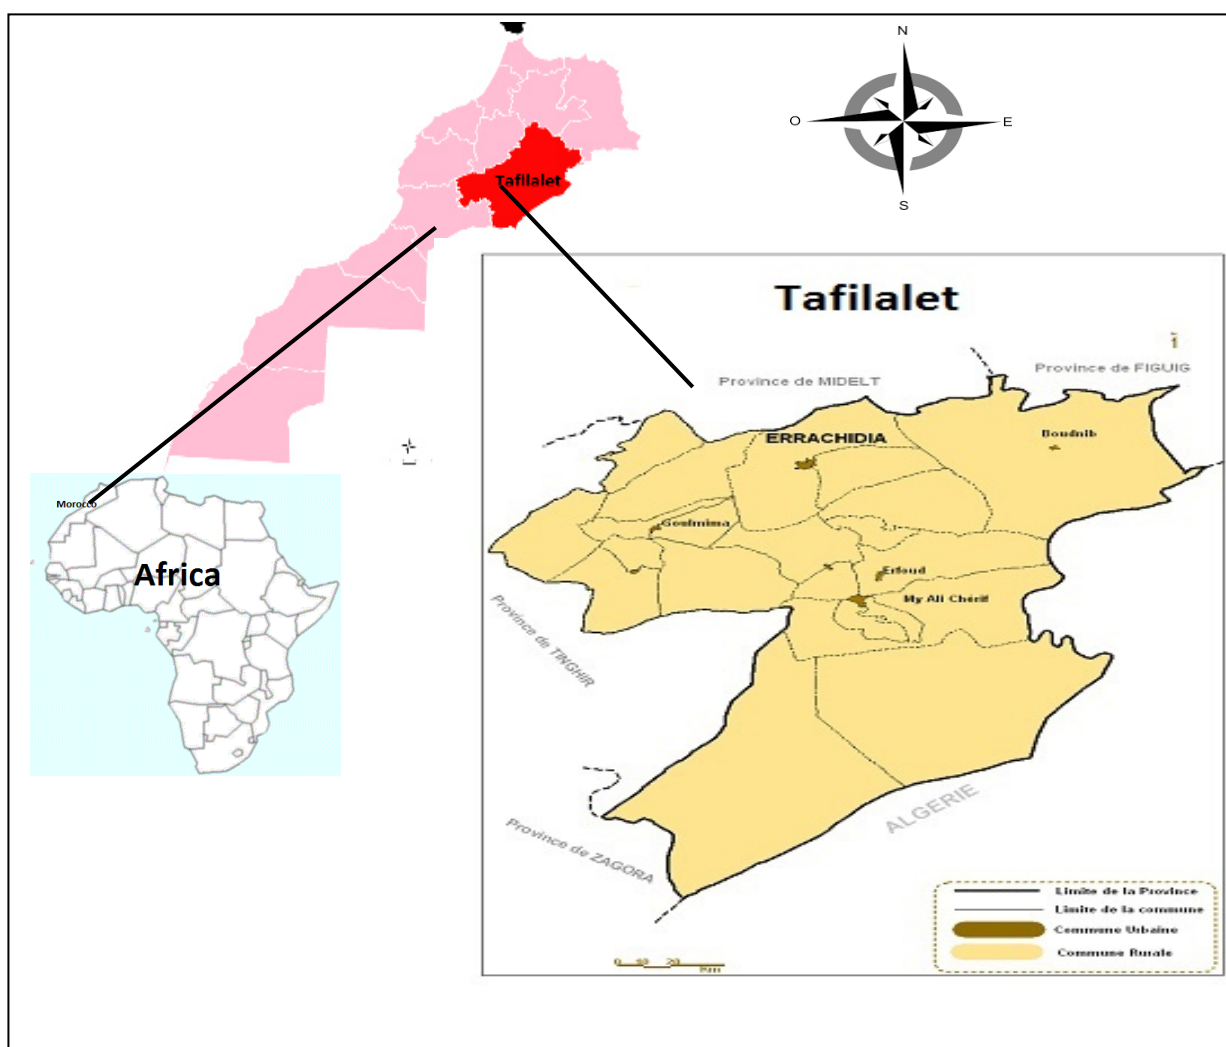 N
O
E
S
Tafilalet
Tafilalet
1
Province de MIDELT
Province de FIGUIG
ERRACHIDIA
Boudnib
Goulmima
Erfoud
My Ali Chérif
Province de TINGHIR
Province de ZAGORA
ALGERIE
Morocco
Africa
Limite de la Province
Limite de la commune
Commune Urbaine
Commune Rurale
0 10 20
Km